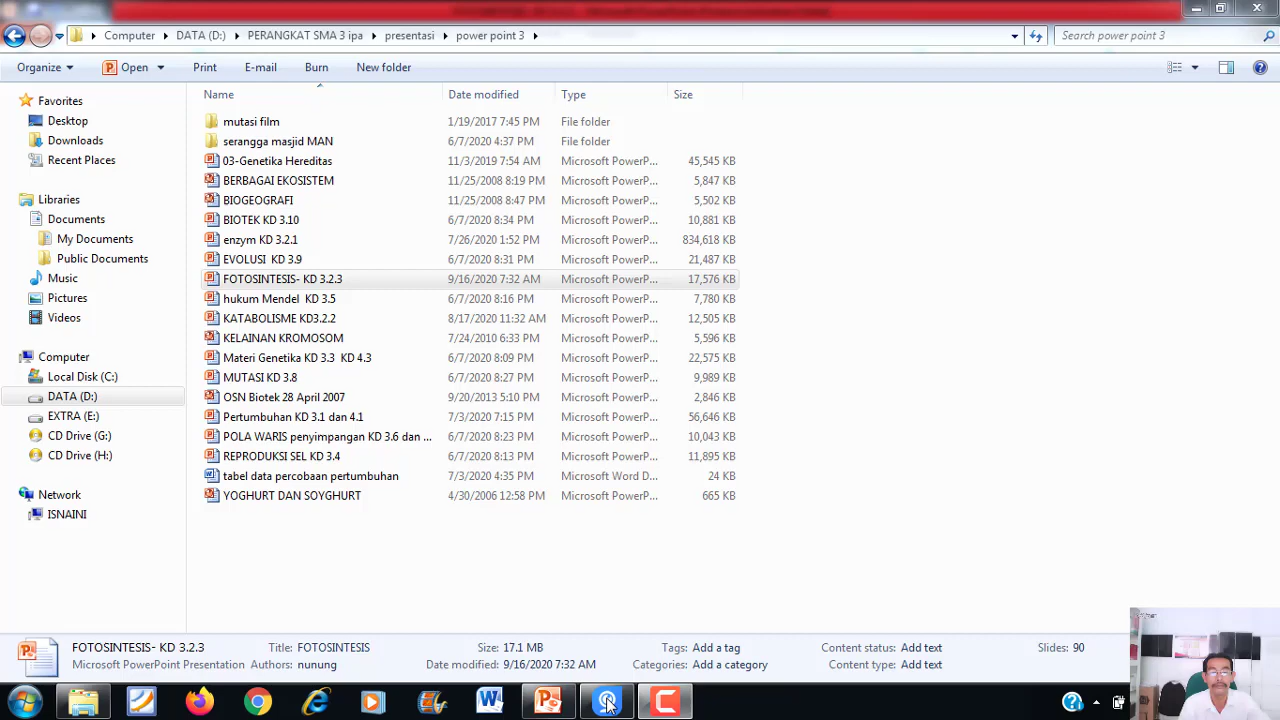 Computer DATA (D:) PERANGKAT SMA 3 ipa presentasi power point 3 Search power point 3
Organize Open Print E-mail Burn New folder
Name Date modified Type Size
Favorites
Desktop
Downloads
Recent Places
Libraries
Documents
My Documents
Public Documents
Music
Pictures
Videos
Computer
Local Disk (C:)
DATA (D:)
EXTRA (E:)
CD Drive (G:)
CD Drive (H:)
Network
ISNAINI
mutasi film 1/19/2017 7:45 PM File folder
serangga masjid MAN 6/7/2020 4:37 PM File folder
03-Genetika Hereditas 11/3/2019 7:54 AM Microsoft PowerP... 45,545 KB
BERBAGAI EKOSISTEM 11/25/2008 8:19 PM Microsoft PowerP... 5,847 KB
BIOGEOGRAFI 11/25/2008 8:47 PM Microsoft PowerP... 5,502 KB
BIOTEK KD 3.10 6/7/2020 8:34 PM Microsoft PowerP... 10,881 KB
enzym KD 3.2.1 7/26/2020 1:52 PM Microsoft PowerP... 834,618 KB
EVOLUSI KD 3.9 6/7/2020 8:31 PM Microsoft PowerP... 21,487 KB
FOTOSINTESIS- KD 3.2.3 9/16/2020 7:32 AM Microsoft PowerP... 17,576 KB
hukum Mendel KD 3.5 6/7/2020 8:16 PM Microsoft PowerP... 7,780 KB
KATABOLISME KD3.2.2 8/17/2020 11:32 AM Microsoft PowerP... 12,505 KB
KELAINAN KROMOSOM 7/24/2010 6:33 PM Microsoft PowerP... 5,596 KB
Materi Genetika KD 3.3 KD 4.3 6/7/2020 8:09 PM Microsoft PowerP... 22,575 KB
MUTASI KD 3.8 6/7/2020 8:27 PM Microsoft PowerP... 9,989 KB
OSN Biotek 28 April 2007 9/20/2013 5:10 PM Microsoft PowerP... 2,846 KB
Pertumbuhan KD 3.1 dan 4.1 7/3/2020 7:15 PM Microsoft PowerP... 56,646 KB
POLA WARIS penyimpangan KD 3.6 dan ... 6/7/2020 8:23 PM Microsoft PowerP... 10,043 KB
REPRODUKSI SEL KD 3.4 6/7/2020 8:13 PM Microsoft PowerP... 11,895 KB
tabel data percobaan pertumbuhan 7/3/2020 4:35 PM Microsoft Word D... 24 KB
YOGHURT DAN SOYGHURT 4/30/2006 12:58 PM Microsoft PowerP... 665 KB
FOTOSINTESIS- KD 3.2.3 Title: FOTOSINTESIS Size: 17.1 MB Tags: Add a tag Content status: Add text Slides: 90
Microsoft PowerPoint Presentation Authors: nunung Date modified: 9/16/2020 7:32 AM Categories: Add a category Content type: Add text